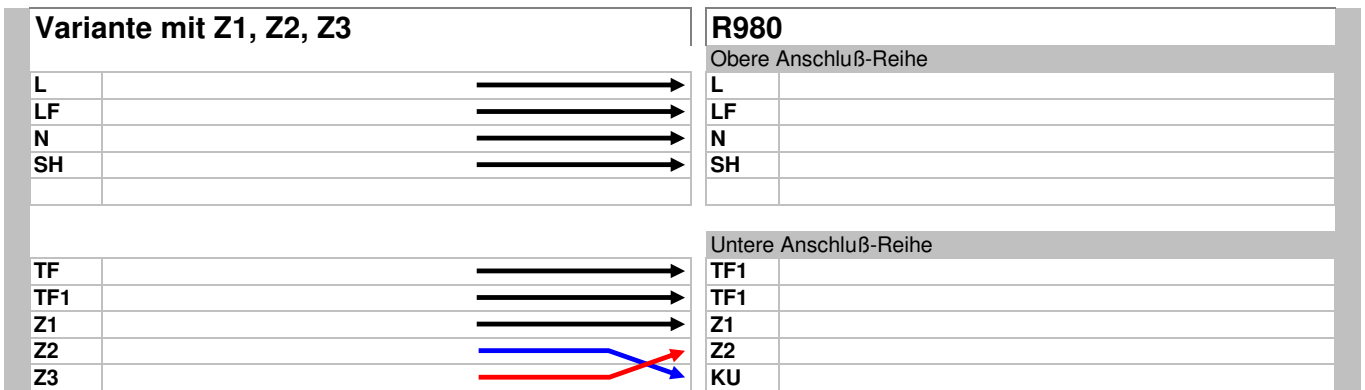 Variante mit Z1, Z2, Z3 R980
Obere Anschluß-Reihe
L L
LF LF
N N
SH SH
Untere Anschluß-Reihe
TF TF1
TF1 TF1
Z1 Z1
Z2 Z2
Z3 KU